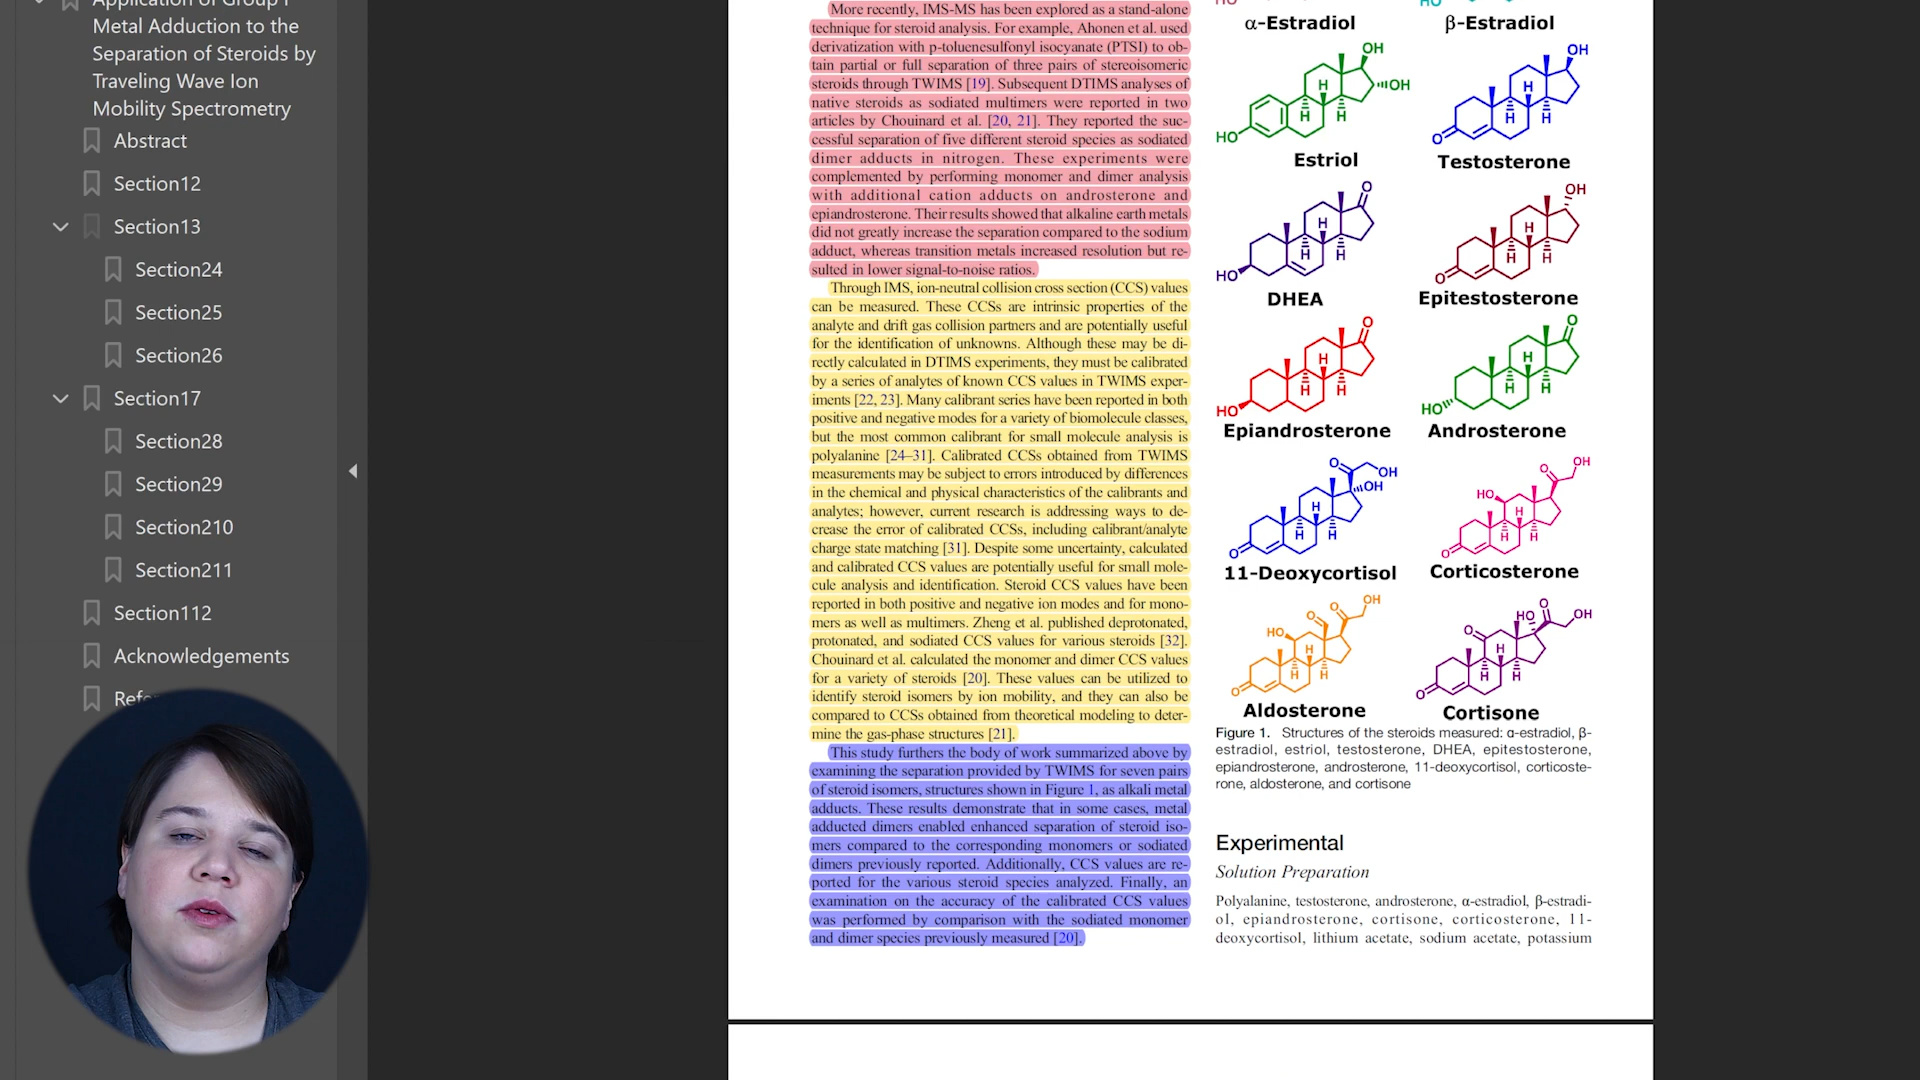 Application of Group I
Metal Adduction to the
Separation of Steroids by
Traveling Wave Ion
Mobility Spectrometry
Abstract
Section12
Section13
Section24
Section25
Section26
Section17
Section28
Section29
Section210
Section211
Section112
Acknowledgements
More recently, IMS-MS has been explored as a stand-alone
technique for steroid analysis. For example, Ahonen et al. used
derivatization with p-toluenesulfonyl isocyanate (PTSI) to ob-
tain partial or full separation of three pairs of stereoisomeric
steroids through TWIMS [19]. Subsequent DTIMS analyses of
native steroids as sodiated multimers were reported in two
articles by Chouinard et al. [20, 21]. They reported the suc-
cessful separation of five different steroid species as sodiated
dimer adducts in nitrogen. These experiments were
complemented by performing monomer and dimer analysis
with additional cation adducts on androsterone and
epiandrosterone. Their results showed that alkaline earth metals
did not greatly increase the separation compared to the sodium
adduct, whereas transition metals increased resolution but re-
sulted in lower signal-to-noise ratios.
Through IMS, ion-neutral collision cross section (CCS) values
can be measured. These CCSs are intrinsic properties of the
analyte and drift gas collision partners and are potentially useful
for the identification of unknowns. Although these may be di-
rectly calculated in DTIMS experiments, they must be calibrated
by a series of analytes of known CCS values in TWIMS exper-
iments [22, 23]. Many calibrant series have been reported in both
positive and negative modes for a variety of biomolecule classes,
but the most common calibrant for small molecule analysis is
polyalanine [24–31]. Calibrated CCSs obtained from TWIMS
measurements may be subject to errors introduced by differences
in the chemical and physical characteristics of the calibrants and
analytes; however, current research is addressing ways to de-
crease the error of calibrated CCSs, including calibrant/analyte
charge state matching [31]. Despite some uncertainty, calculated
and calibrated CCS values are potentially useful for small mole-
cule analysis and identification. Steroid CCS values have been
reported in both positive and negative ion modes and for mono-
mers as well as multimers. Zheng et al. published deprotonated,
protonated, and sodiated CCS values for various steroids [32].
Chouinard et al. calculated the monomer and dimer CCS values
for a variety of steroids [20]. These values can be utilized to
identify steroid isomers by ion mobility, and they can also be
compared to CCSs obtained from theoretical modeling to deter-
mine the gas-phase structures [21].
This study furthers the body of work summarized above by
examining the separation provided by TWIMS for seven pairs
of steroid isomers, structures shown in Figure 1, as alkali metal
adducts. These results demonstrate that in some cases, metal
adducted dimers enabled enhanced separation of steroid iso-
mers compared to the corresponding monomers or sodiated
dimers previously reported. Additionally, CCS values are re-
ported for the various steroid species analyzed. Finally, an
examination on the accuracy of the calibrated CCS values
was performed by comparison with the sodiated monomer
and dimer species previously measured [20].
α-Estradiol β-Estradiol
OH OH
OH
H H H
HO
Estriol
OH
H H H
O
Testosterone
O
H H H
HO
DHEA
OH
H H H
O
Epitestosterone
O
H H H
HO
Epiandrosterone
O
H H H
HO
Androsterone
O OH
OH
H H H
O
11-Deoxycortisol
OH
O
HO
H H H
O
Corticosterone
OH
O O
HO
H H H
O
Aldosterone
O
HO OH
O
H H H
O
Cortisone
Figure 1. Structures of the steroids measured: α-estradiol, β-
estradiol, estriol, testosterone, DHEA, epitestosterone,
epiandrosterone, androsterone, 11-deoxycortisol, corticoste-
rone, aldosterone, and cortisone
Experimental
Solution Preparation
Polyalanine, testosterone, androsterone, α-estradiol, β-estradi-
ol, epiandrosterone, cortisone, corticosterone, 11-
deoxycortisol, lithium acetate, sodium acetate, potassium